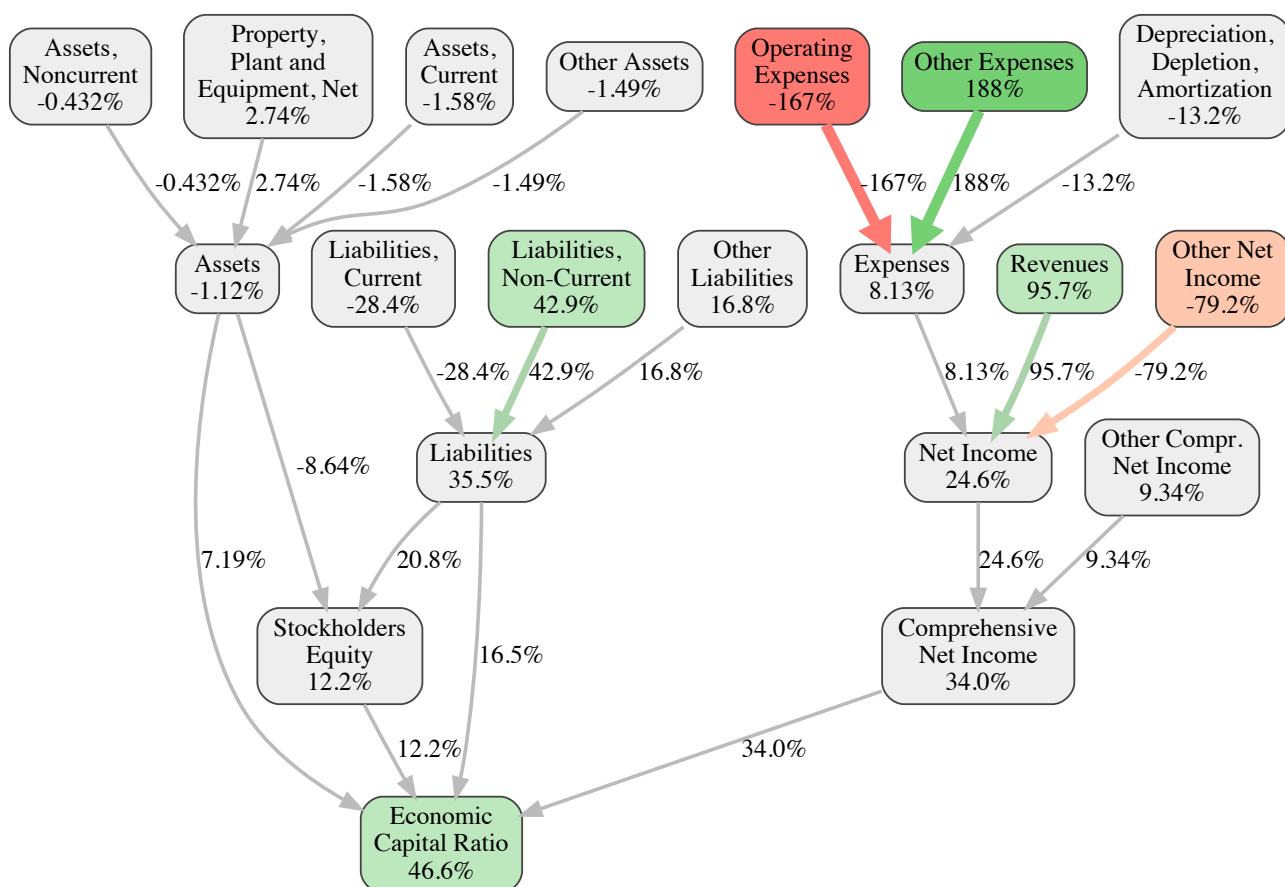 Assets,
Noncurrent
-0.432%
Property,
Plant and
Equipment, Net
2.74%
Assets,
Current
-1.58%
Other Assets
-1.49%
Operating
Expenses
-167%
Other Expenses
188%
Depreciation,
Depletion,
Amortization
-13.2%
-0.432%
2.74%
-1.58%
-1.49%
-167%
188%
-13.2%
Assets
-1.12%
Liabilities,
Current
-28.4%
Liabilities,
Non-Current
42.9%
Other
Liabilities
16.8%
Expenses
8.13%
Revenues
95.7%
Other Net
Income
-79.2%
-28.4%
42.9%
16.8%
8.13%
95.7%
-79.2%
-8.64%
Liabilities
35.5%
Net Income
24.6%
Other Compr.
Net Income
9.34%
7.19%
20.8%
24.6%
9.34%
Stockholders
Equity
12.2%
16.5%
Comprehensive
Net Income
34.0%
12.2%
34.0%
Economic
Capital Ratio
46.6%